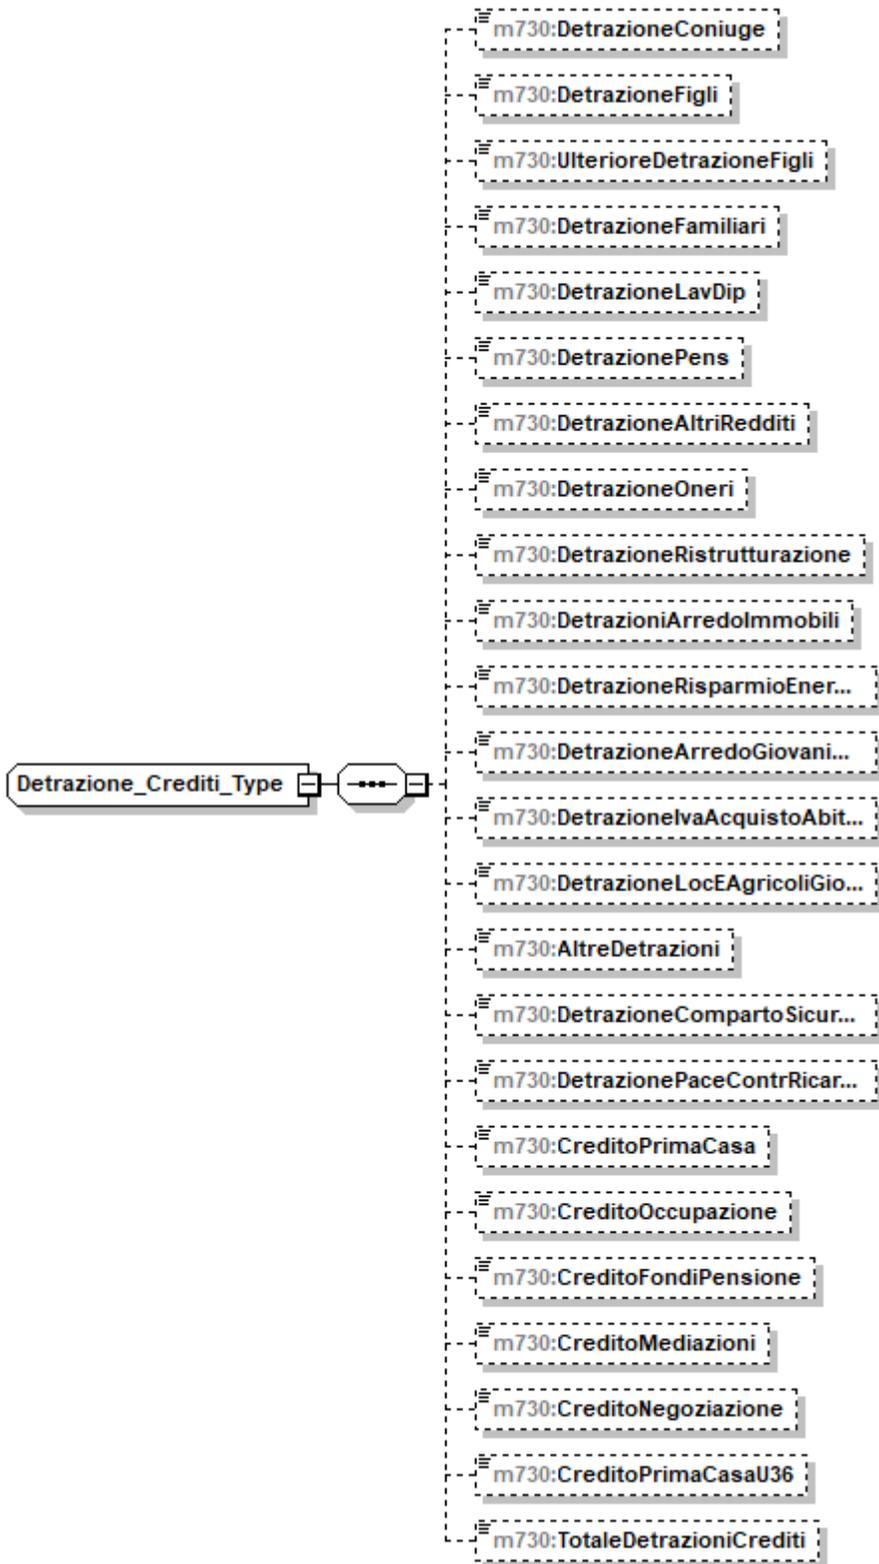 m730:DetrazioneConiuge
m730:DetrazioneFigli
m730:UlterioreDetrazioneFigli
m730:DetrazioneFamiliari
m730:DetrazioneLavDip
m730:DetrazionePens
m730:DetrazioneAltriRedditi
m730:DetrazioneOneri
m730:DetrazioneRistrutturazione
m730:DetrazioniArredoImmobili
m730:DetrazioneRisparmioEner...
m730:DetrazioneArredoGiovani...
Detrazione_Crediti_Type
m730:DetrazioneIvaAcquistoAbit...
m730:DetrazioneLocEAgricoliGio...
m730:AltreDetrazioni
m730:DetrazioneCompartoSicur...
m730:DetrazionePaceContrRicar...
m730:CreditoPrimaCasa
m730:CreditoOccupazione
m730:CreditoFondiPensione
m730:CreditoMediazioni
m730:CreditoNegoziazione
m730:CreditoPrimaCasaU36
m730:TotaleDetrazioniCrediti